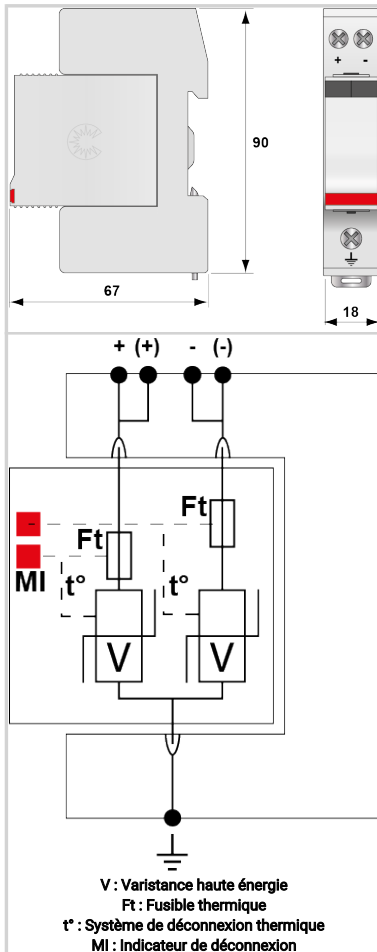 + -
90
67
18
+ (+) - (-)
Ft
Ft
MI t° t°
V V
V : Varistance haute énergie
Ft : Fusible thermique
t° : Système de déconnexion thermique
MI : Indicateur de déconnexion